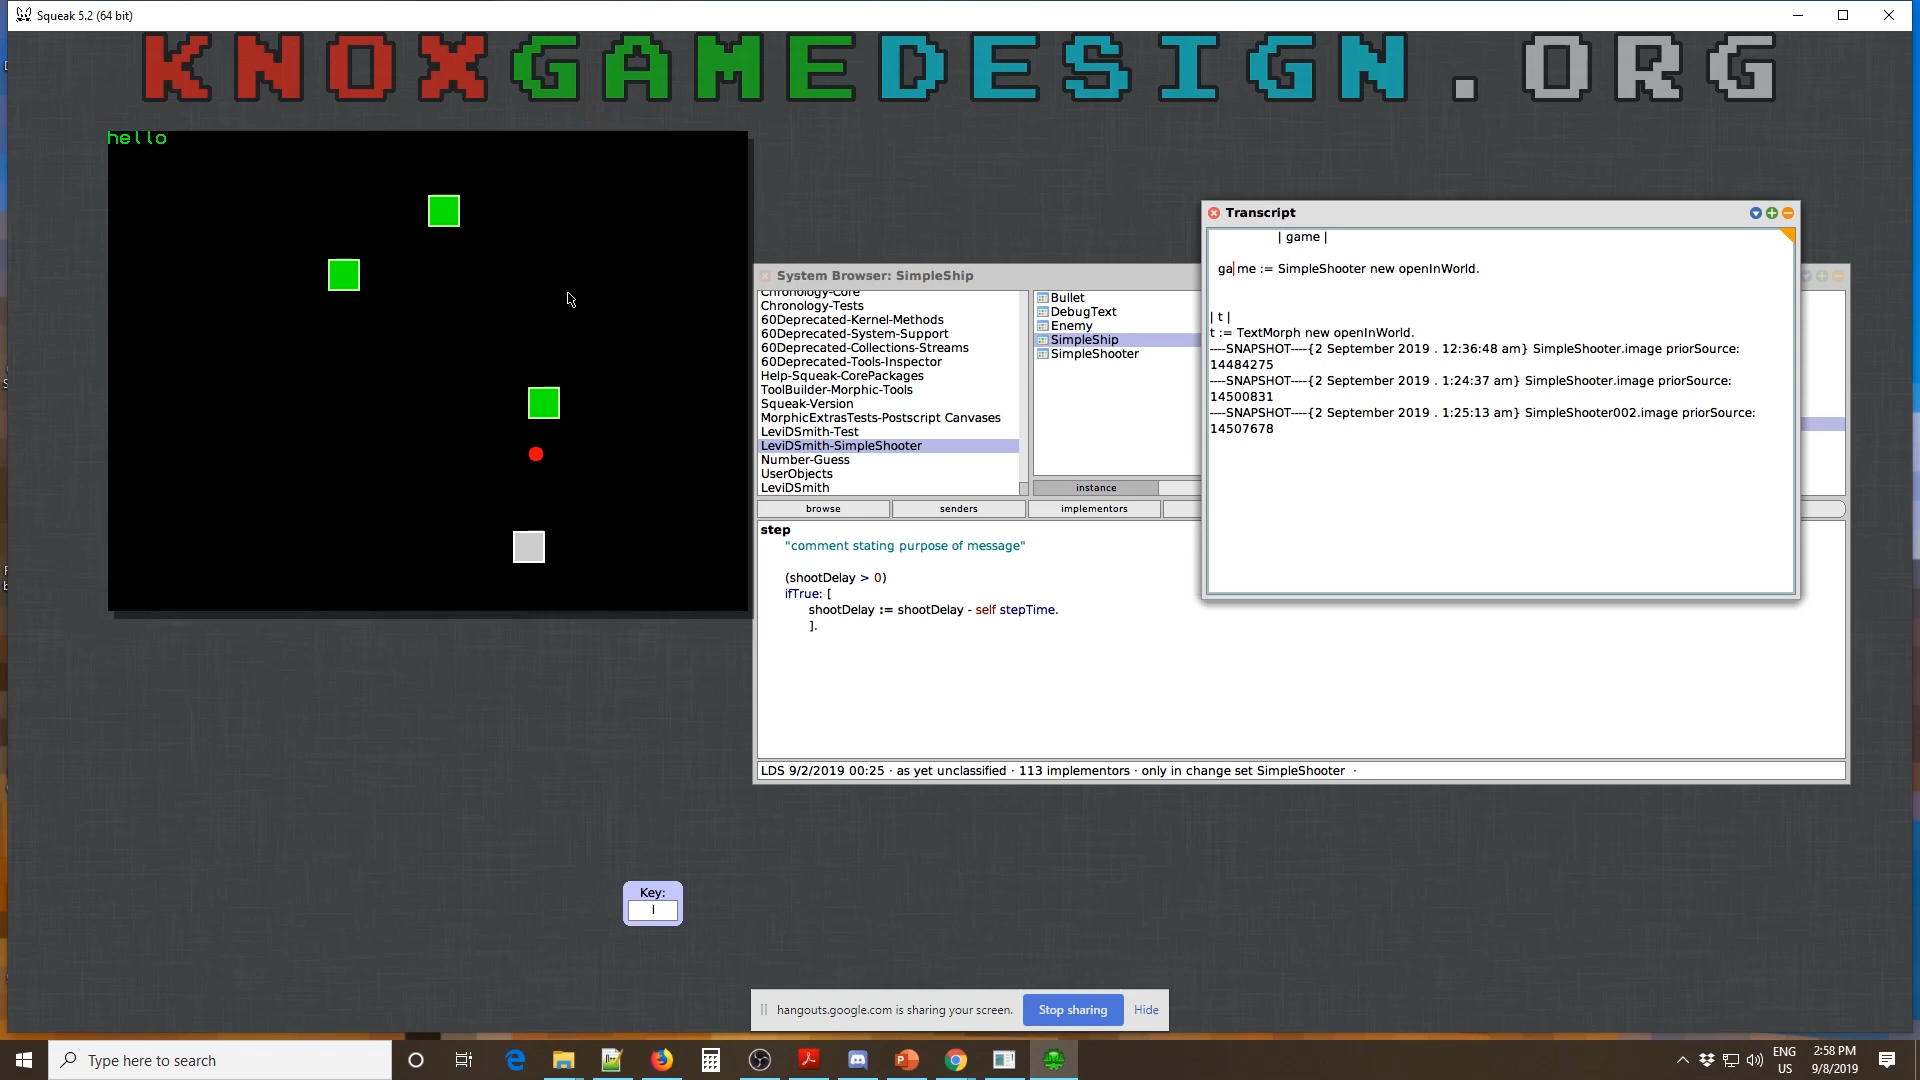 Squeak 5.2 (64 bit)
KNOXGAMEDESIGN.ORG
hello
Transcript
| game |
game := SimpleShooter new openInWorld.
| t |
t := TextMorph new openInWorld.
----SNAPSHOT----{2 September 2019 . 12:36:48 am} SimpleShooter.image priorSource:
14484275
----SNAPSHOT----{2 September 2019 . 1:24:37 am} SimpleShooter.image priorSource:
14500831
----SNAPSHOT----{2 September 2019 . 1:25:13 am} SimpleShooter002.image priorSource:
14507678
System Browser: SimpleShip
Chronology-Core
Chronology-Tests
60Deprecated-Kernel-Methods
60Deprecated-System-Support
60Deprecated-Collections-Streams
60Deprecated-Tools-Inspector
Help-Squeak-CorePackages
ToolBuilder-Morphic-Tools
Squeak-Version
MorphicExtrasTests-Postscript Canvases
LeviDSmith-Test
LeviDSmith-SimpleShooter
Number-Guess
UserObjects
LeviDSmith
Bullet
DebugText
Enemy
SimpleShip
SimpleShooter
instance
browse senders implementors
step
"comment stating purpose of message"
(shootDelay > 0)
ifTrue: [
shootDelay := shootDelay - self stepTime.
].
LDS 9/2/2019 00:25 · as yet unclassified · 113 implementors · only in change set SimpleShooter ·
Key:
hangouts.google.com is sharing your screen. Stop sharing Hide
Type here to search
ENG
US
2:58 PM
9/8/2019